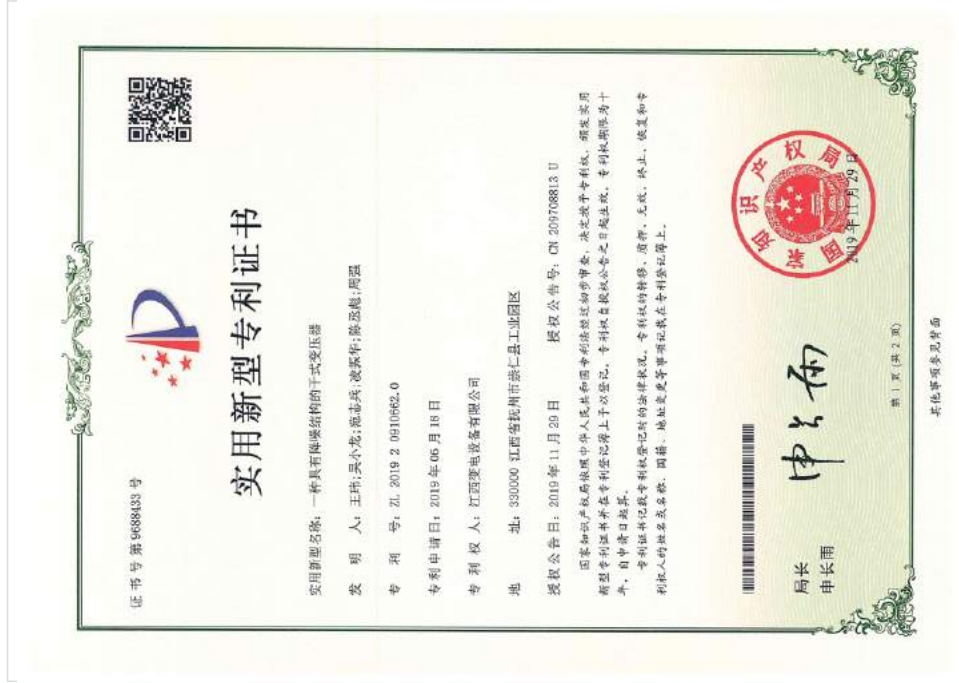 证书号第9688433号
实用新型专利证书
实用新型名称：一种具有降噪结构的干式变压器
发 明 人：王玮;吴小龙;范志兵;凌振华;陈丞彪;周强
专 利 号：ZL 2019 2 0910662.0
专利申请日：2019年06月18日
专 利 权 人：江西变电设备有限公司
地 址：330000 江西省抚州市崇仁县工业园区
授权公告日：2019年11月29日 授权公告号：CN 209708813 U
国家知识产权局依照中华人民共和国专利法经过初步审查，决定授予专利权，颁发实用
新型专利证书并在专利登记簿上予以登记。专利权自授权公告之日起生效。专利权期限为十
年，自申请日起算。
专利证书记载专利权登记时的法律状况。专利权的转移、质押、无效、终止、恢复和专
利权人的姓名或名称、国籍、地址变更等事项记载在专利登记簿上。
局长
申长雨
申长雨
国家知识产权局
2019年11月29日
第 1 页 (共 2 页)
其他事项参见背面